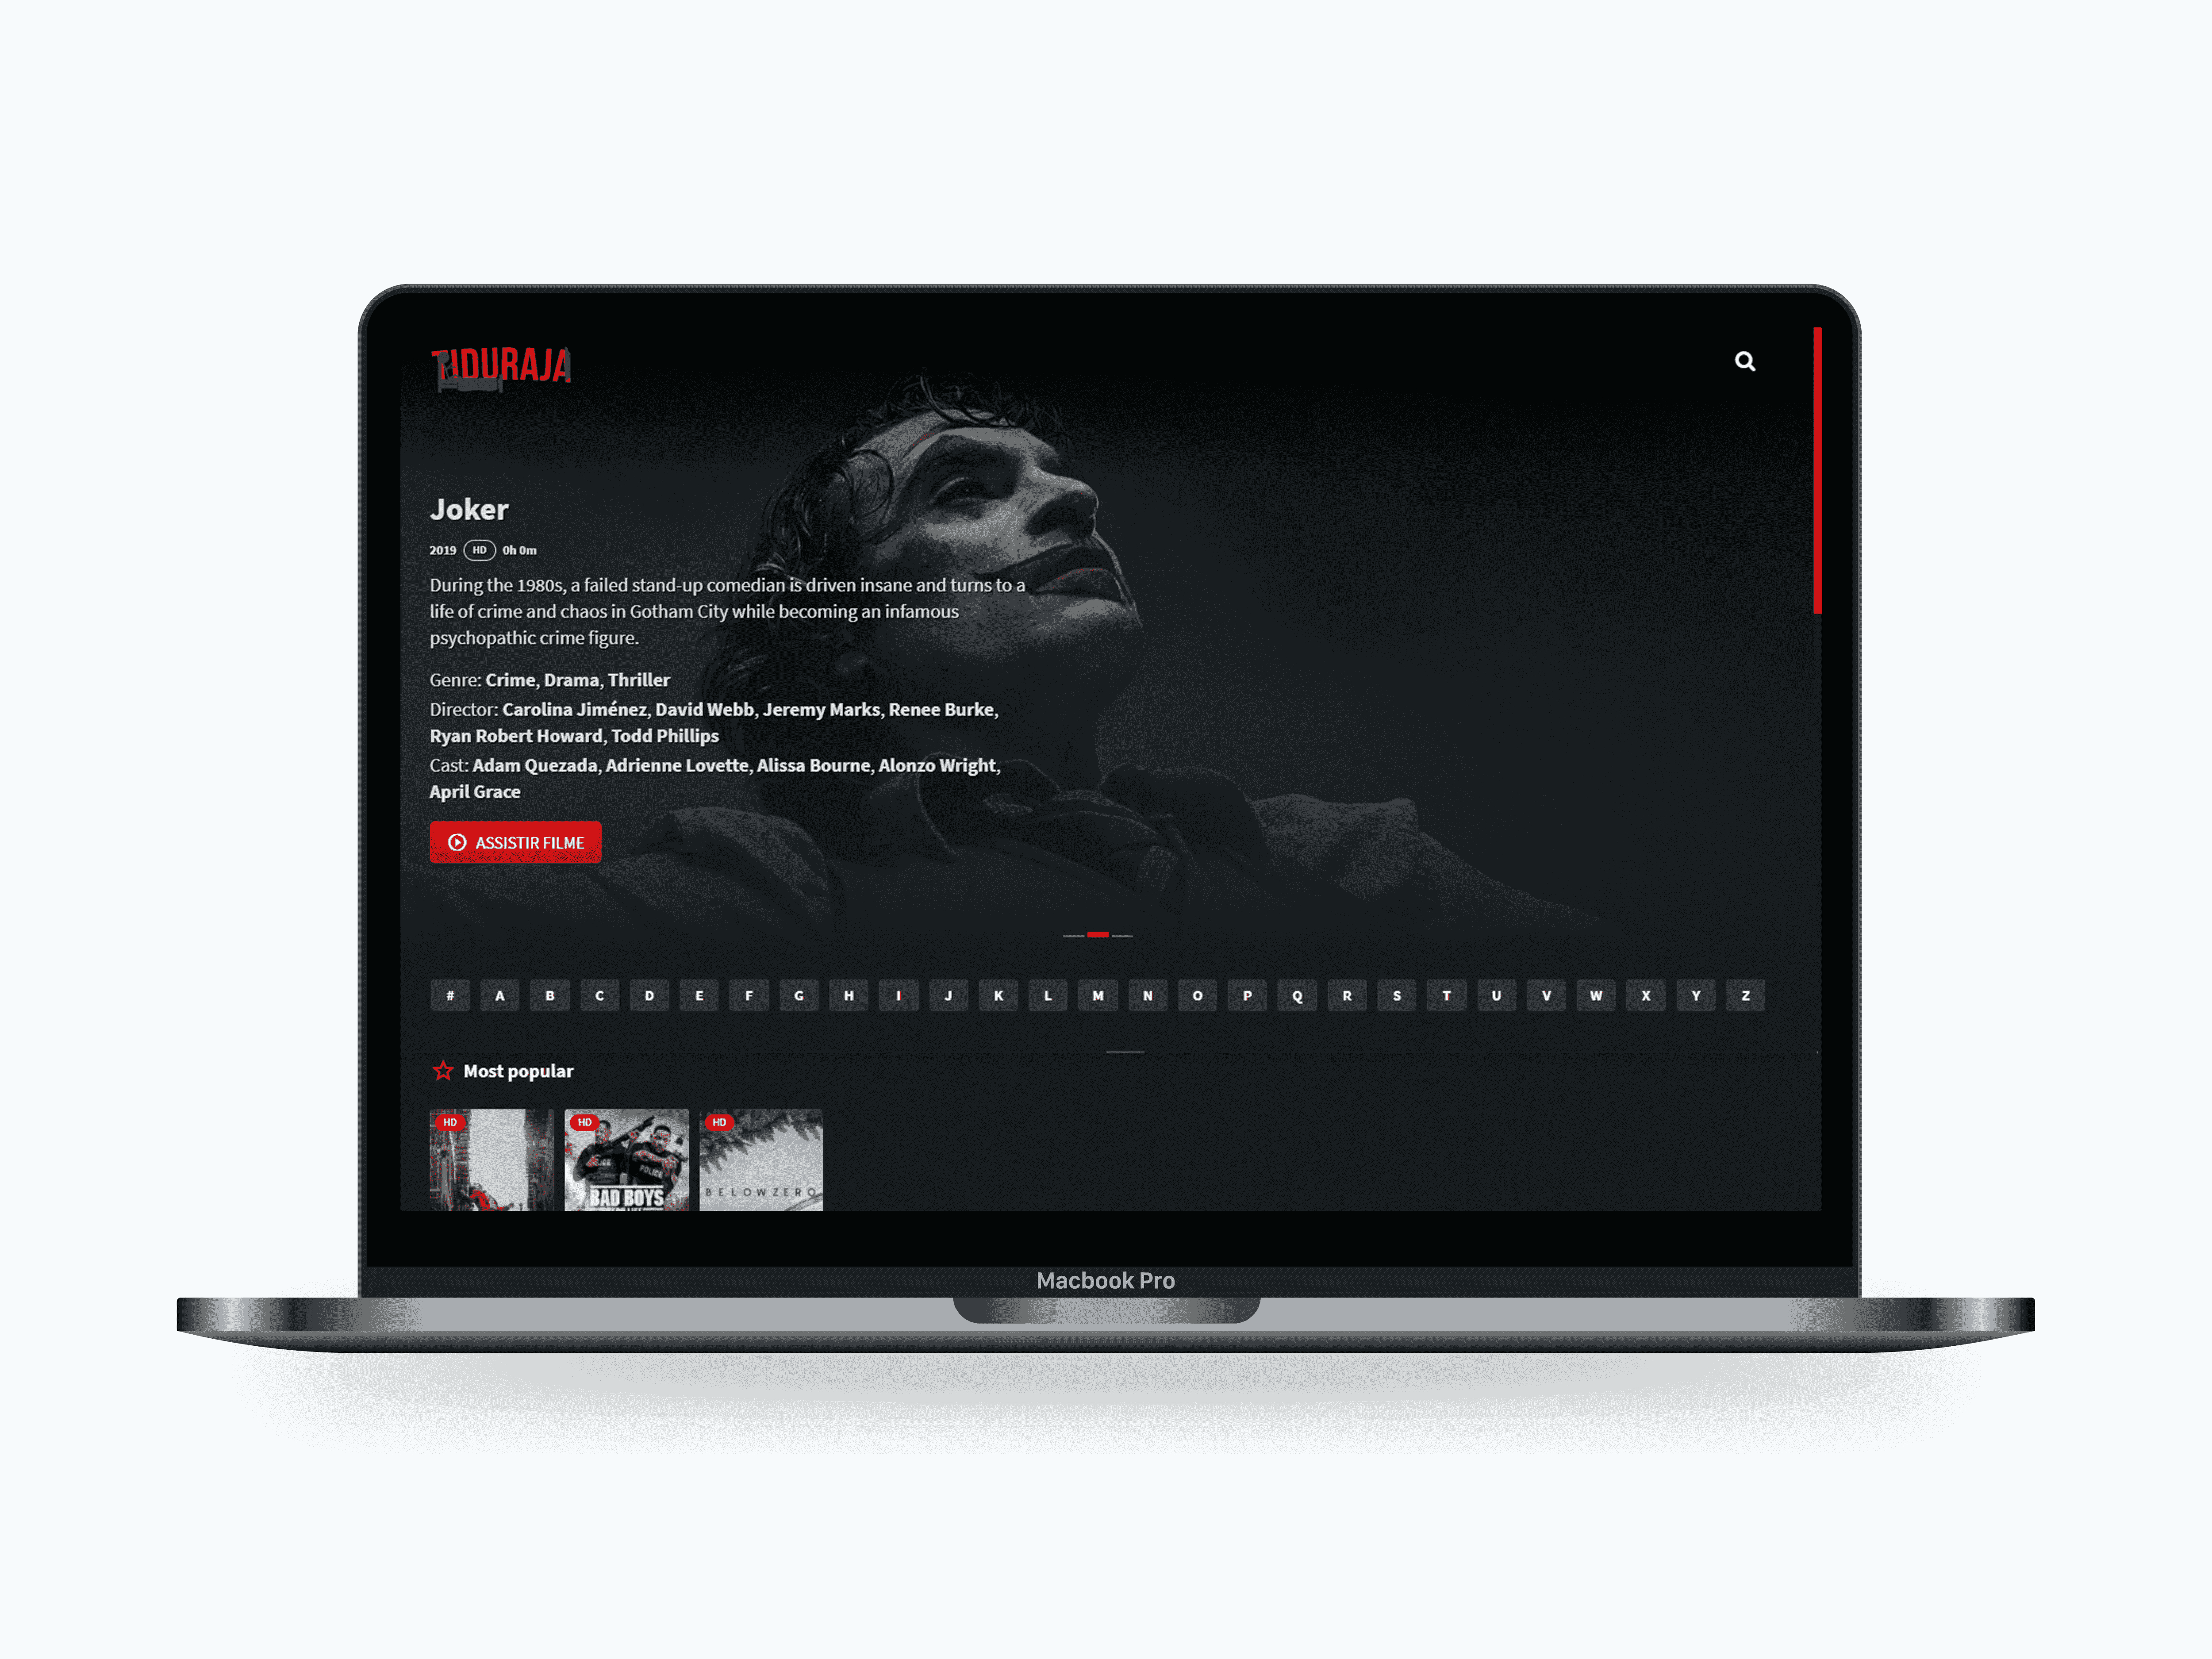 TIDURAJA
Joker
2019 HD 0h 0m
During the 1980s, a failed stand-up comedian is driven insane and turns to a
life of crime and chaos in Gotham City while becoming an infamous
psychopathic crime figure.
Genre: Crime, Drama, Thriller
Director: Carolina Jiménez, David Webb, Jeremy Marks, Renee Burke,
Ryan Robert Howard, Todd Phillips
Cast: Adam Quezada, Adrienne Lovette, Alissa Bourne, Alonzo Wright,
April Grace
ASSISTIR FILME
# A B C D E F G H I J K L M N O P Q R S T U V W X Y Z
Most popular
HD HD HD
POLICE
BAD BOYS
BELOWZERO
Macbook Pro